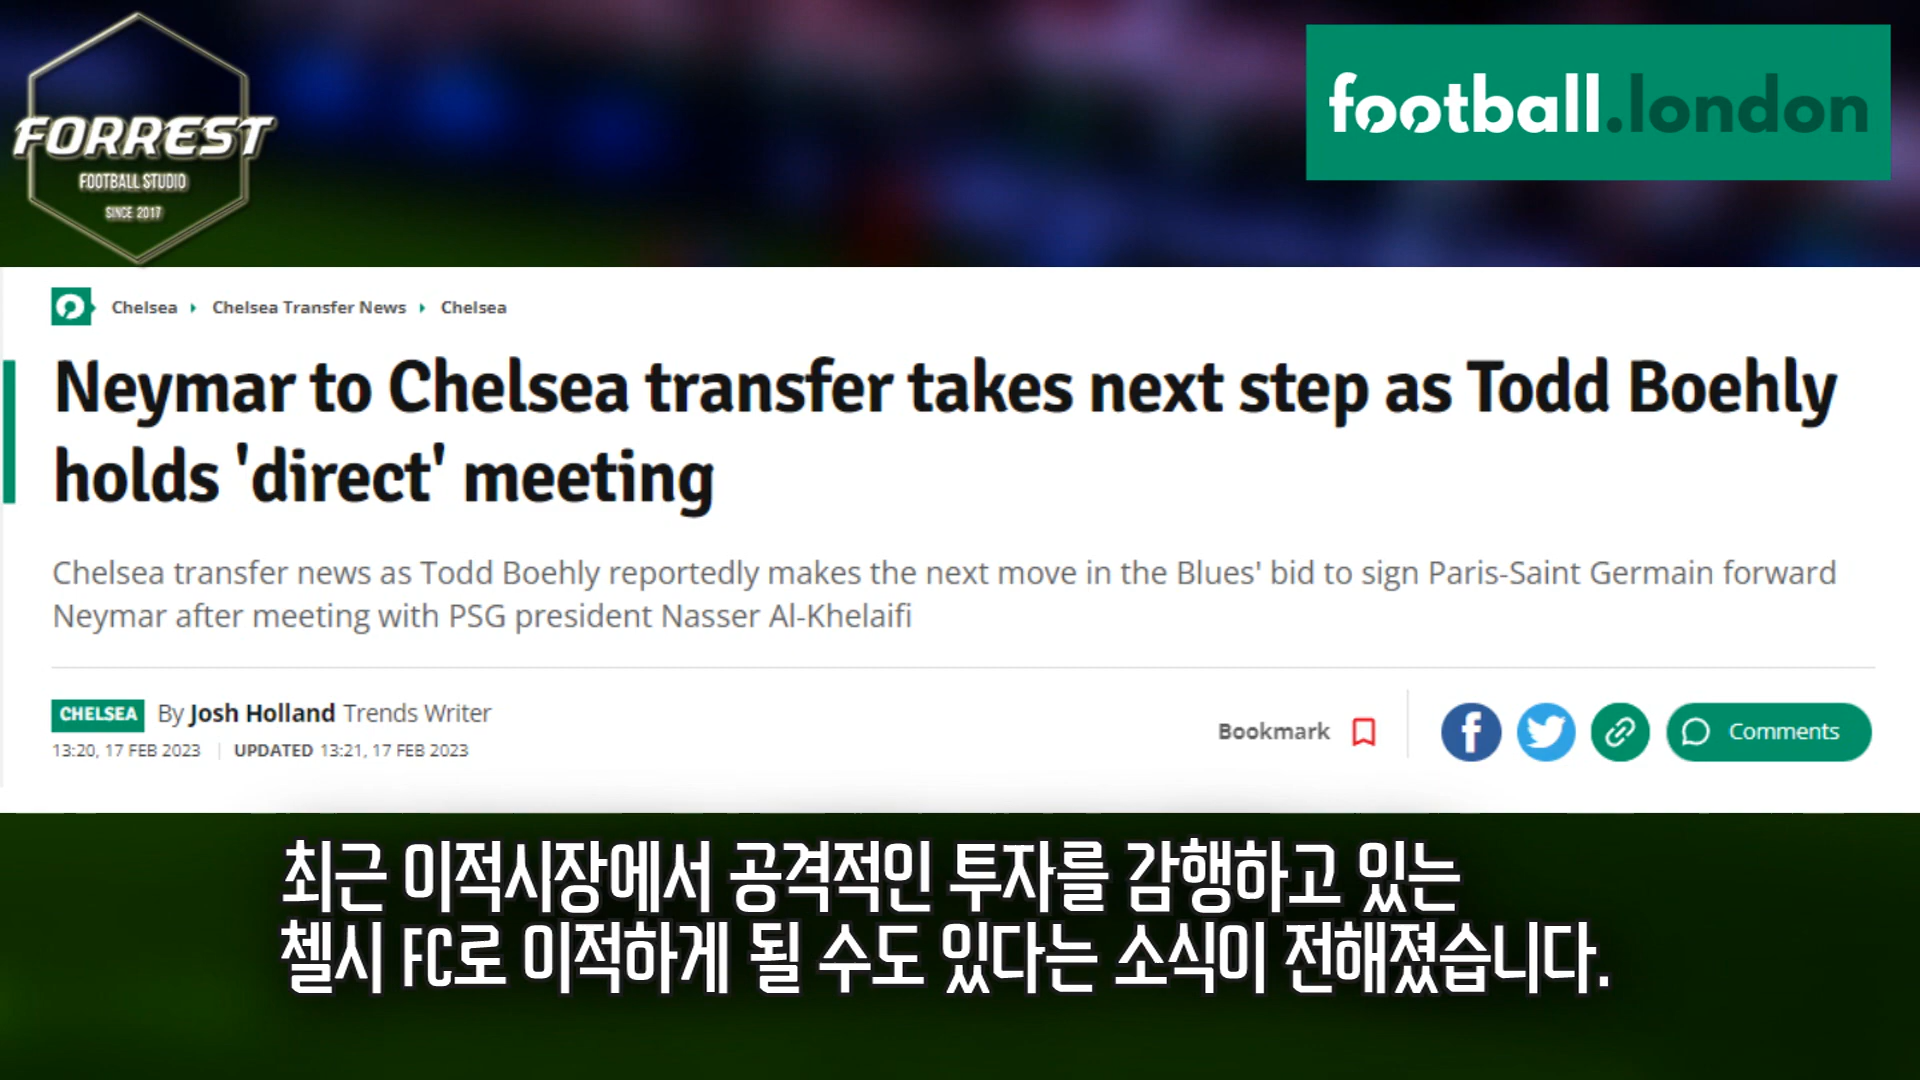 FORREST
FOOTBALL STUDIO
SINCE 2017
football.london
Chelsea Chelsea Transfer News Chelsea
Neymar to Chelsea transfer takes next step as Todd Boehly
holds 'direct' meeting
Chelsea transfer news as Todd Boehly reportedly makes the next move in the Blues' bid to sign Paris-Saint Germain forward
Neymar after meeting with PSG president Nasser Al-Khelaifi
CHELSEA By Josh Holland Trends Writer
13:20, 17 FEB 2023 | UPDATED 13:21, 17 FEB 2023
Bookmark
Comments
최근 이적시장에서 공격적인 투자를 감행하고 있는
첼시 FC로 이적하게 될 수도 있다는 소식이 전해졌습니다.